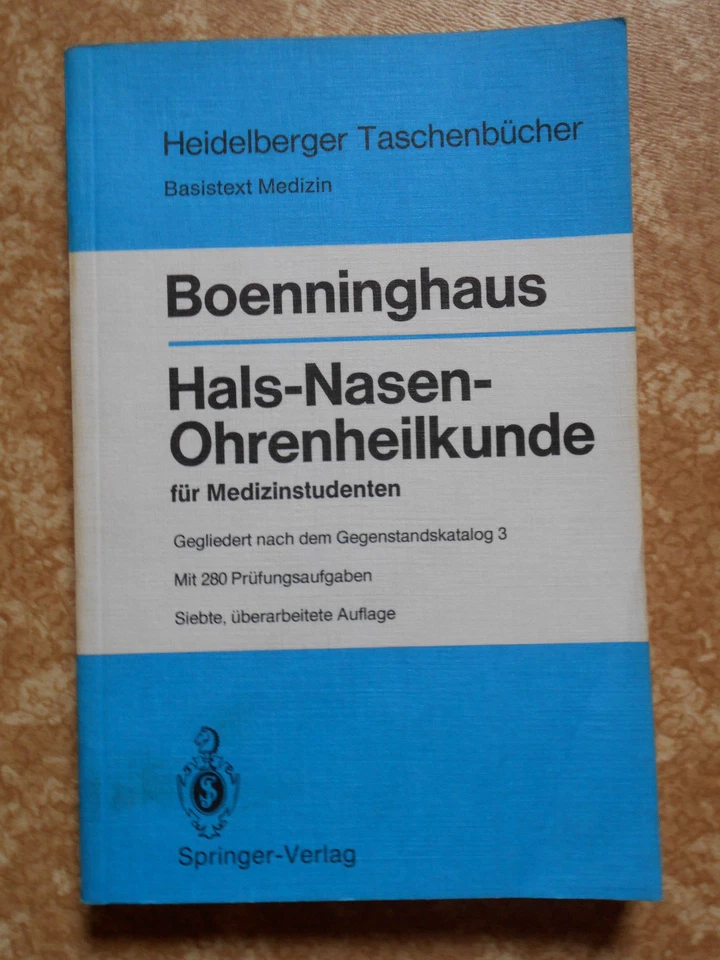 Heidelberger Taschenbücher
Basistext Medizin
Boenninghaus
Hals-Nasen-
Ohrenheilkunde
für Medizinstudenten
Gegliedert nach dem Gegenstandskatalog 3
Mit 280 Prüfungsaufgaben
Siebte, überarbeitete Auflage
Springer-Verlag